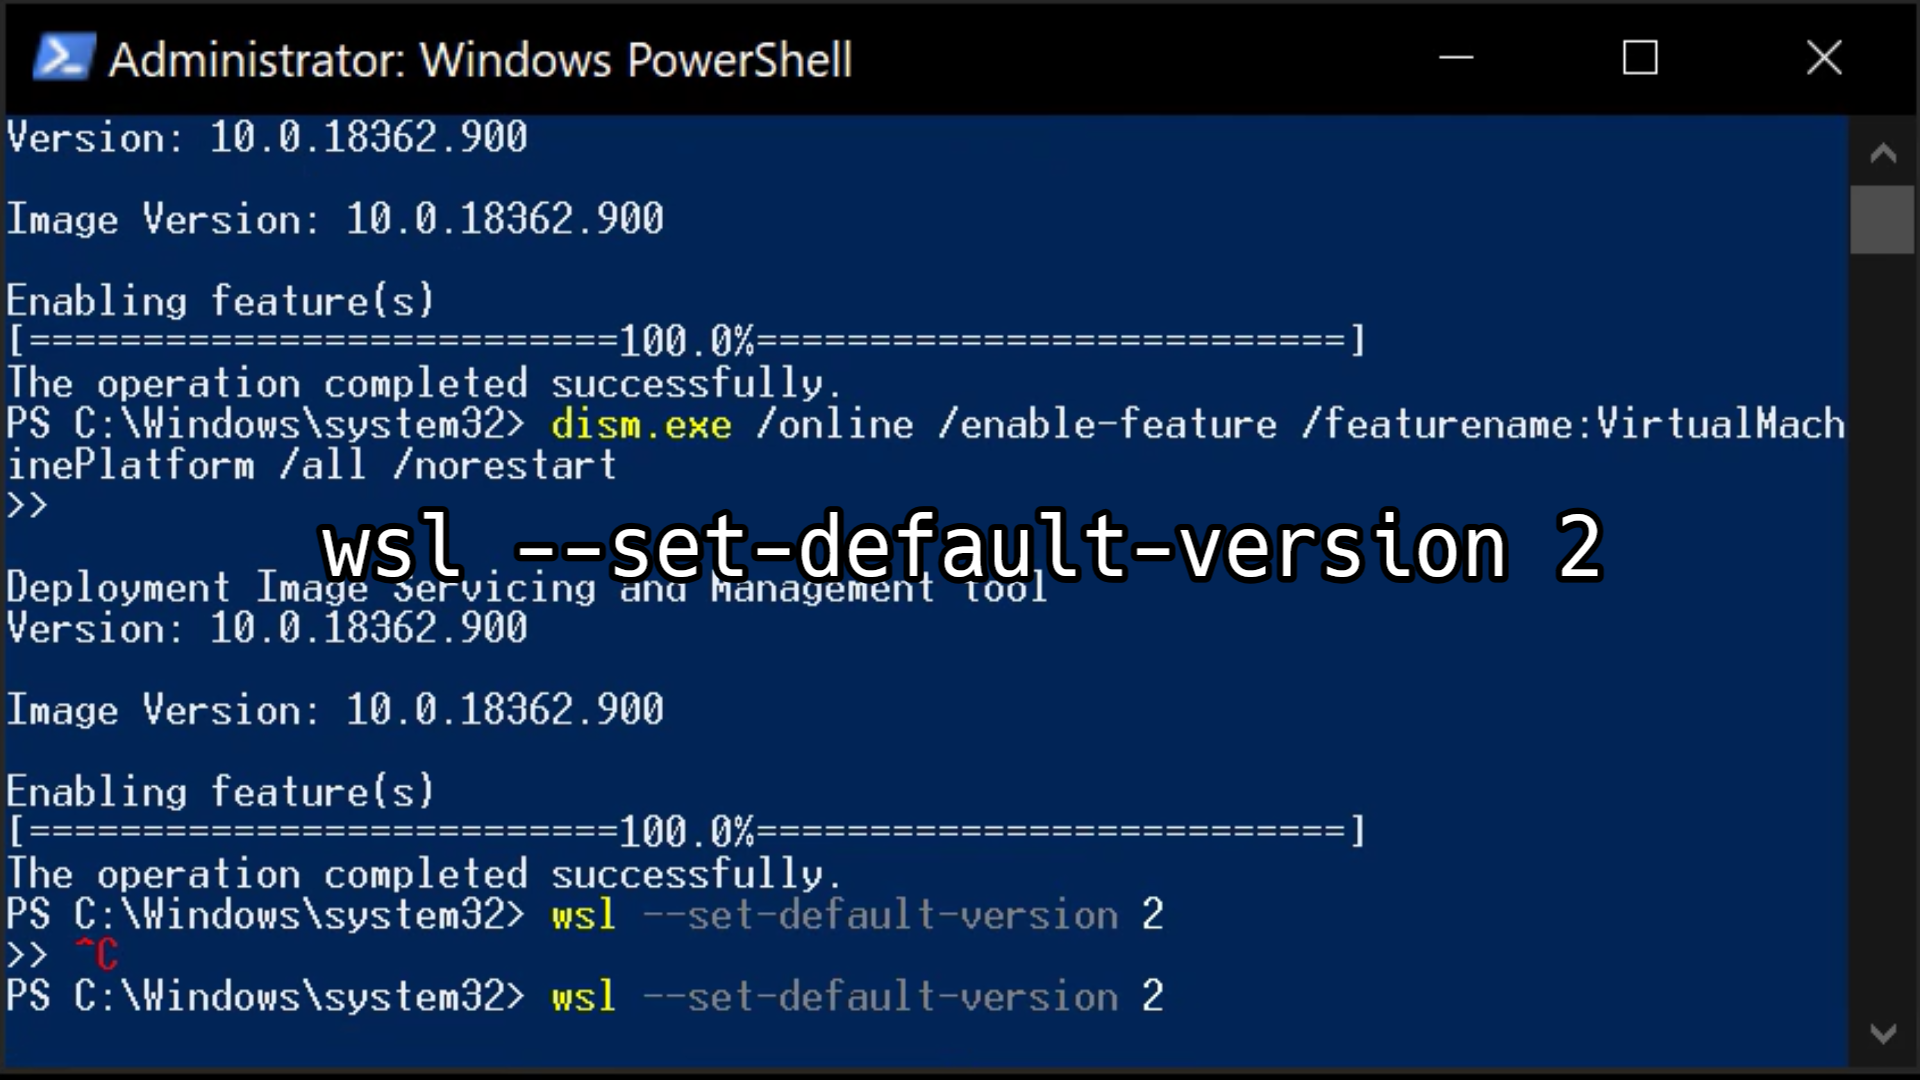 Administrator: Windows PowerShell
Version: 10.0.18362.900
Image Version: 10.0.18362.900
Enabling feature(s)
[==========================100.0%==========================]
The operation completed successfully.
PS C:\Windows\system32> dism.exe /online /enable-feature /featurename:VirtualMach
inePlatform /all /norestart
>>
wsl --set-default-version 2
Deployment Image Servicing and Management tool
Version: 10.0.18362.900
Image Version: 10.0.18362.900
Enabling feature(s)
[==========================100.0%==========================]
The operation completed successfully.
PS C:\Windows\system32> wsl --set-default-version 2
>> ^C
PS C:\Windows\system32> wsl --set-default-version 2